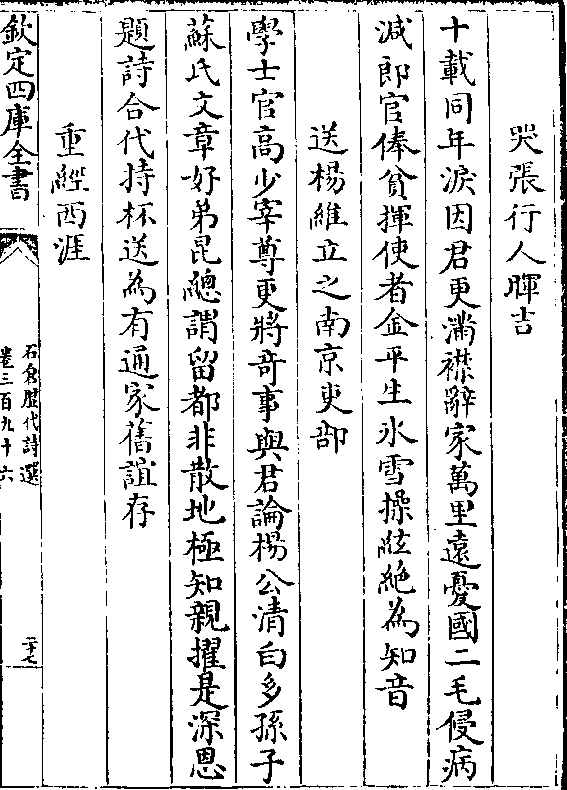 哭張行人暉吉
十載同年淚因君更滿襟辭家萬里遠憂國二毛侵病
減郎官俸貧揮使者金平生氷雪操絃絶為知音
送楊維立之南京吏部
學士官高少宰尊更將竒事與君論楊公清白多孫子
蘇氏文章好弟昆總謂留都非散地極知親擢是深恩
題詩合代持杯送為有通家舊誼存
重經西涯
欽定四庫全書
石倉歴代詩選
卷三百九十六
二十七